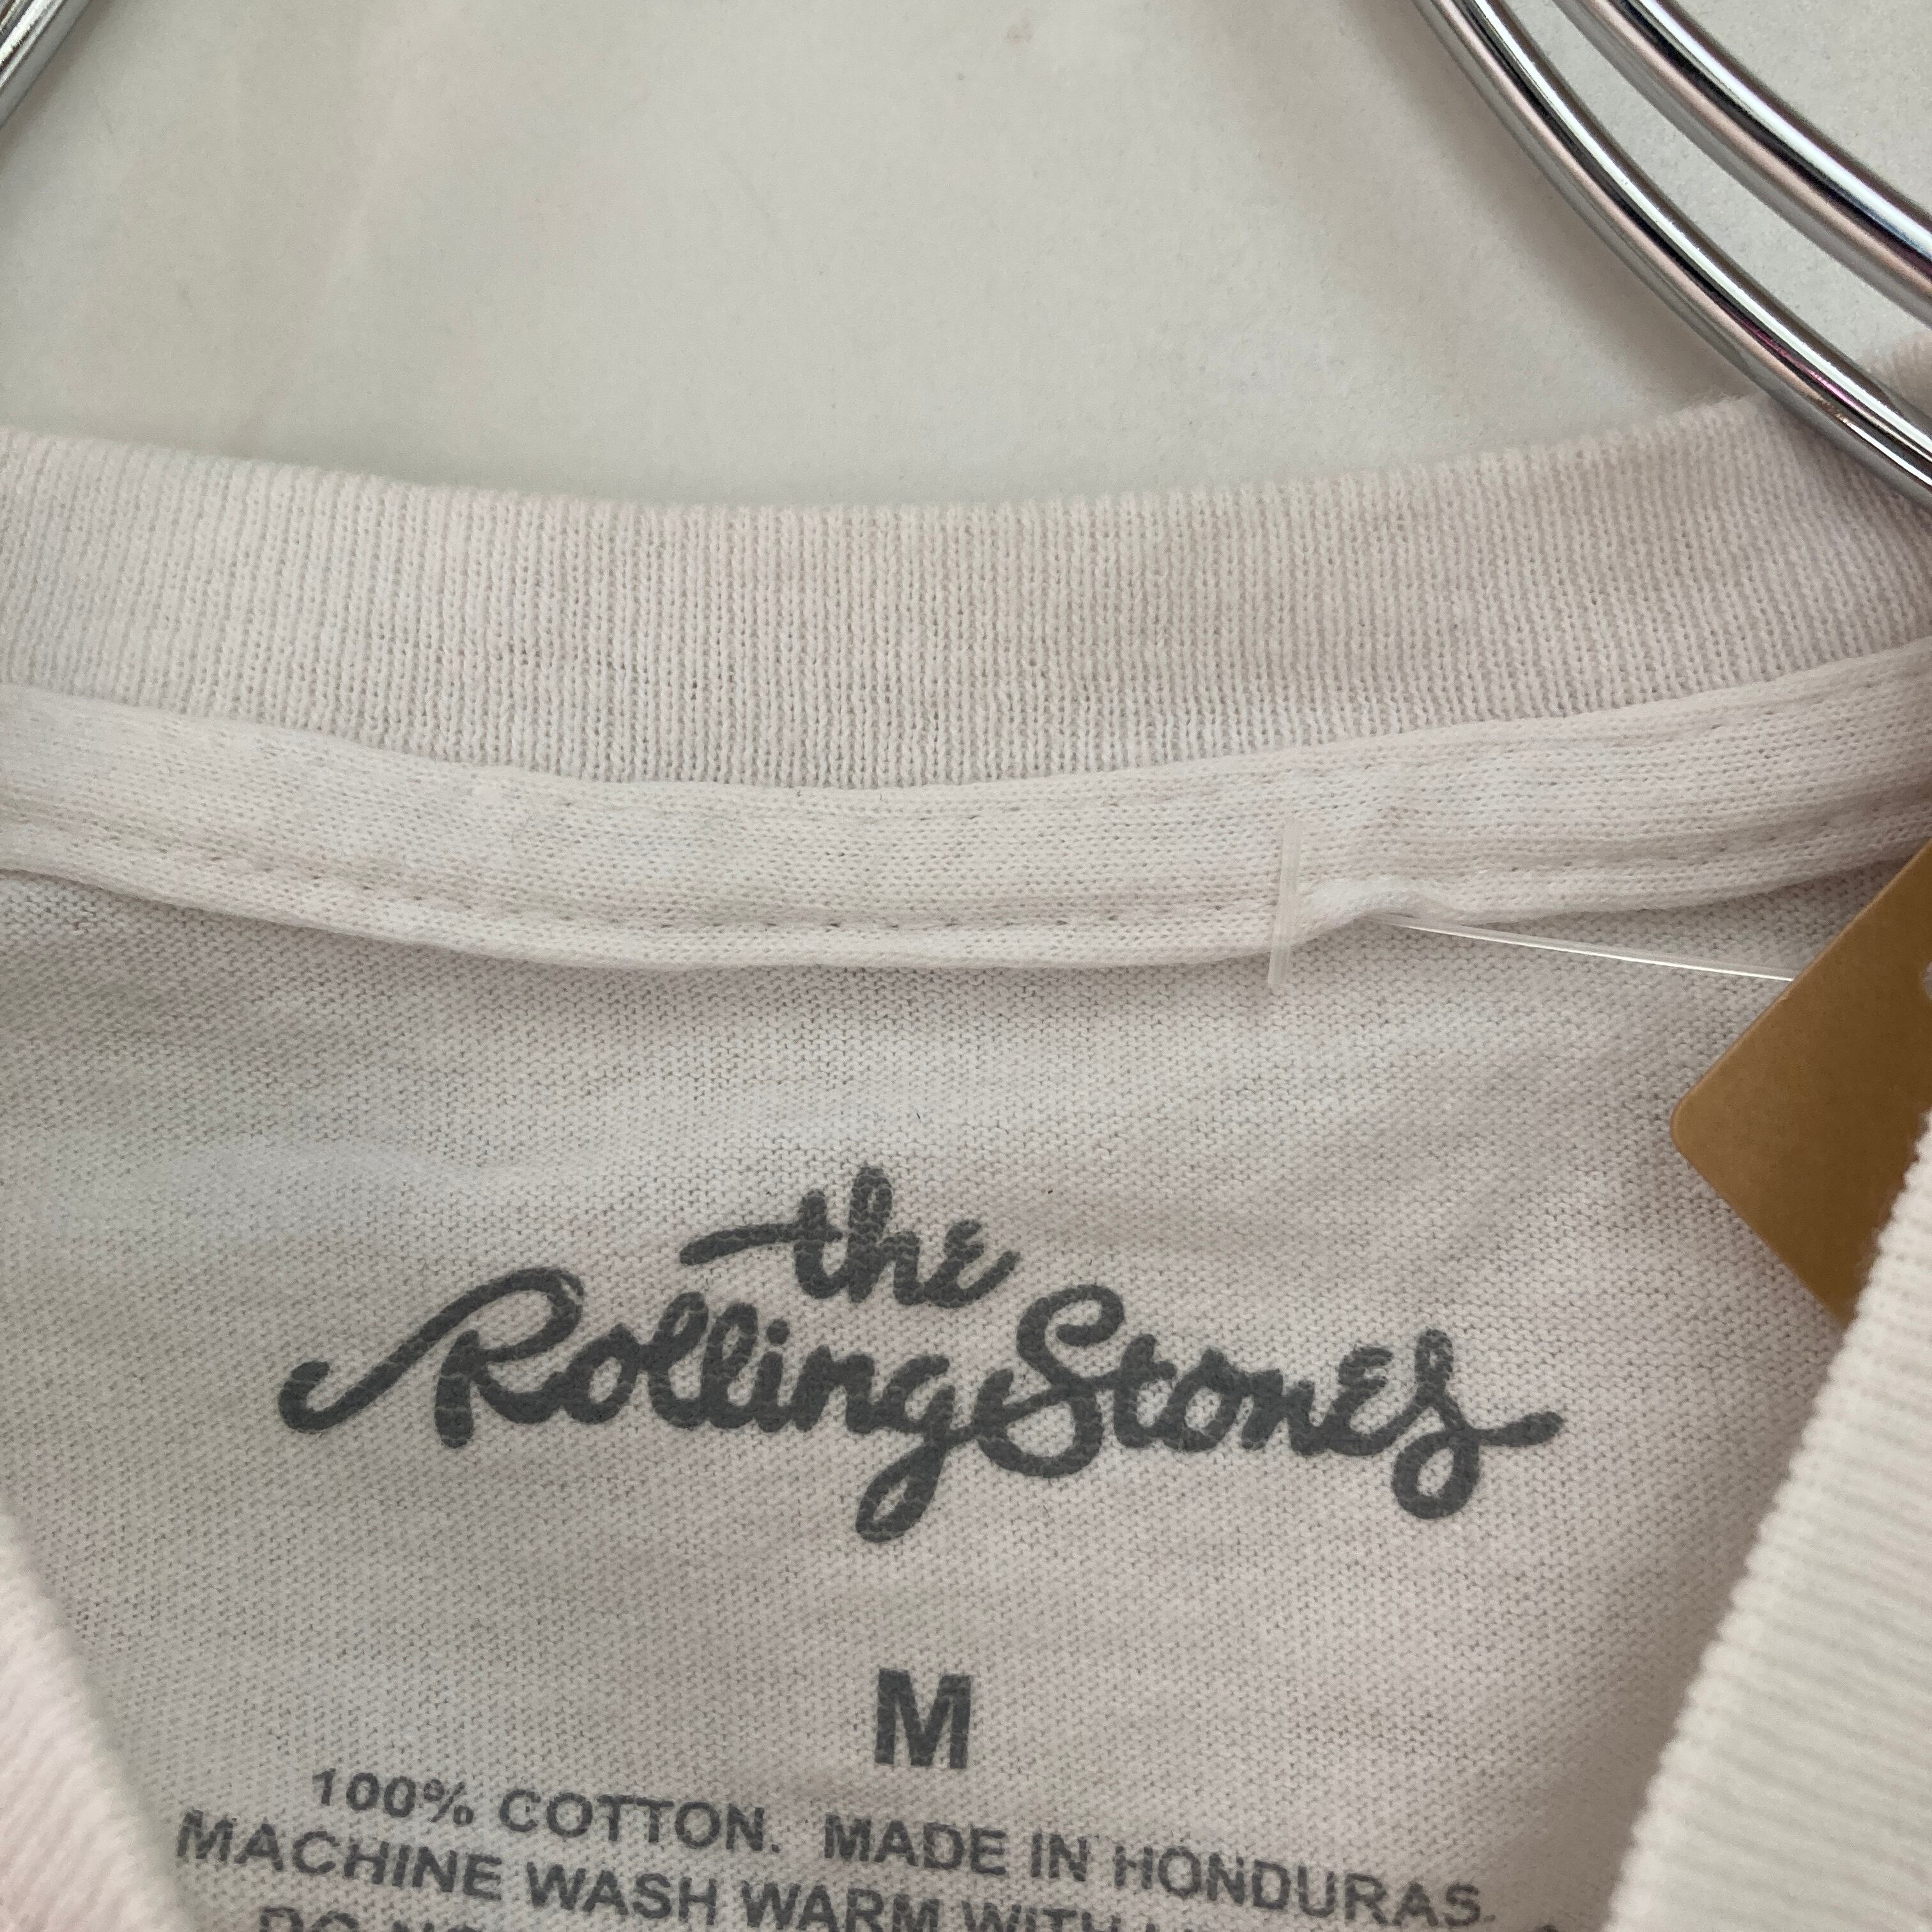 the
Rolling Stones
M
100% COTTON. MADE IN HONDURAS.
MACHINE WASH WARM WITH